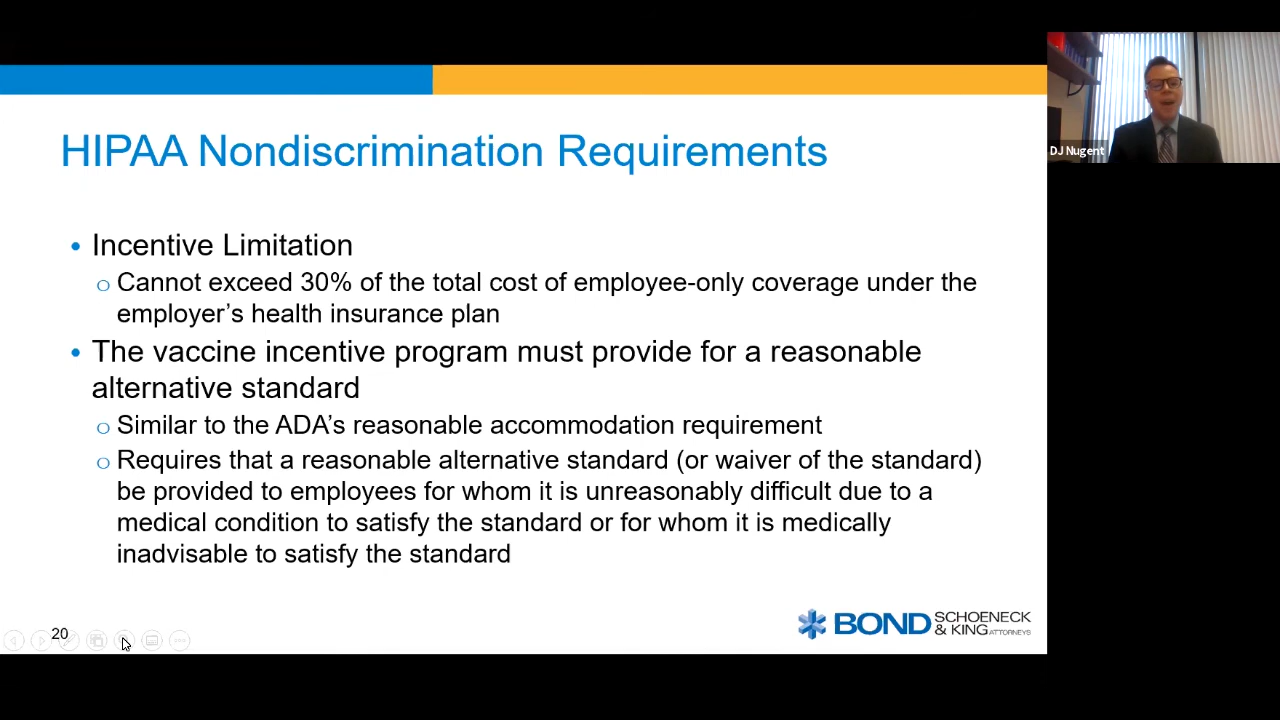 HIPAA Nondiscrimination Requirements
• Incentive Limitation
o Cannot exceed 30% of the total cost of employee-only coverage under the
employer’s health insurance plan
• The vaccine incentive program must provide for a reasonable
alternative standard
o Similar to the ADA’s reasonable accommodation requirement
o Requires that a reasonable alternative standard (or waiver of the standard)
be provided to employees for whom it is unreasonably difficult due to a
medical condition to satisfy the standard or for whom it is medically
inadvisable to satisfy the standard
20
BOND SCHOENECK
& KING ATTORNEYS
DJ Nugent